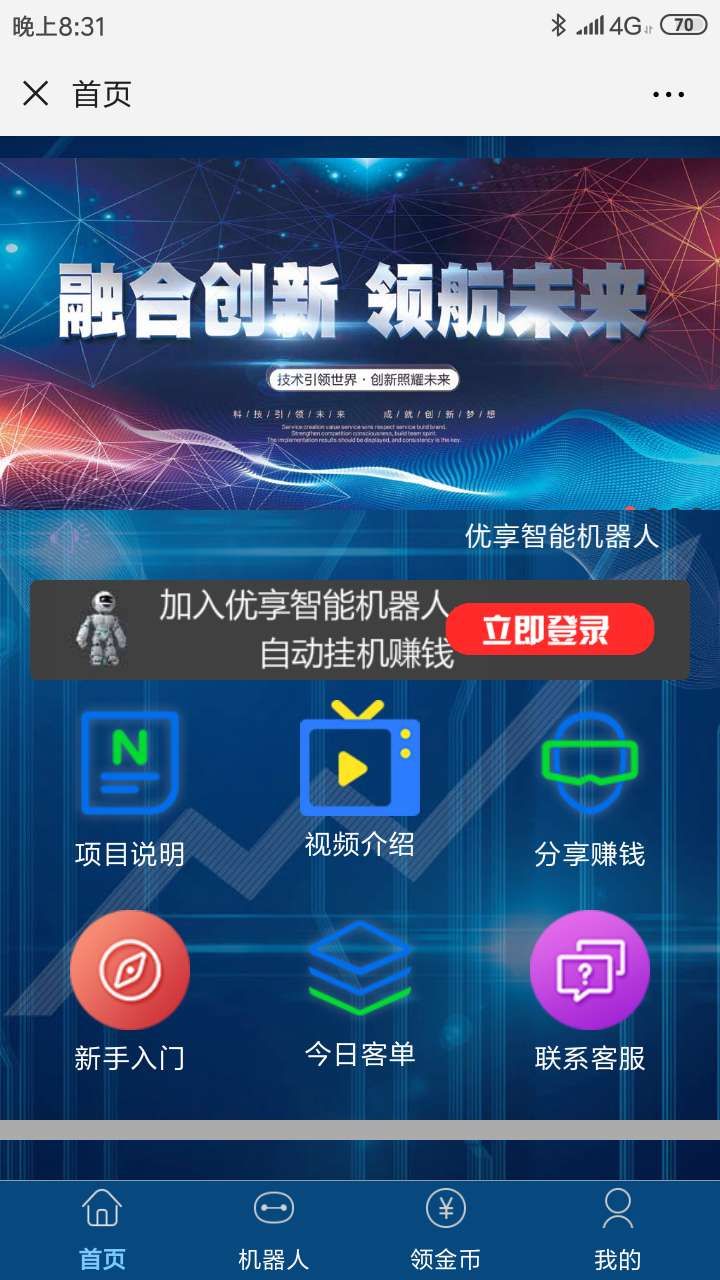 晚上8:31
4G
70
首页
融合创新 领航未来
技术引领世界·创新照耀未来
科/技/引/领/未/来 成/就/创/新/梦/想
Service creation value service wins respect service build brand.
Strengthen competition consciousness, build team spirit.
The implementation results should be displayed, and consistency is the key.
优享智能机器人
加入优享智能机器人
自动挂机赚钱
立即登录
N
项目说明
视频介绍
分享赚钱
?
新手入门
今日客单
联系客服
¥
首页
机器人
领金币
我的